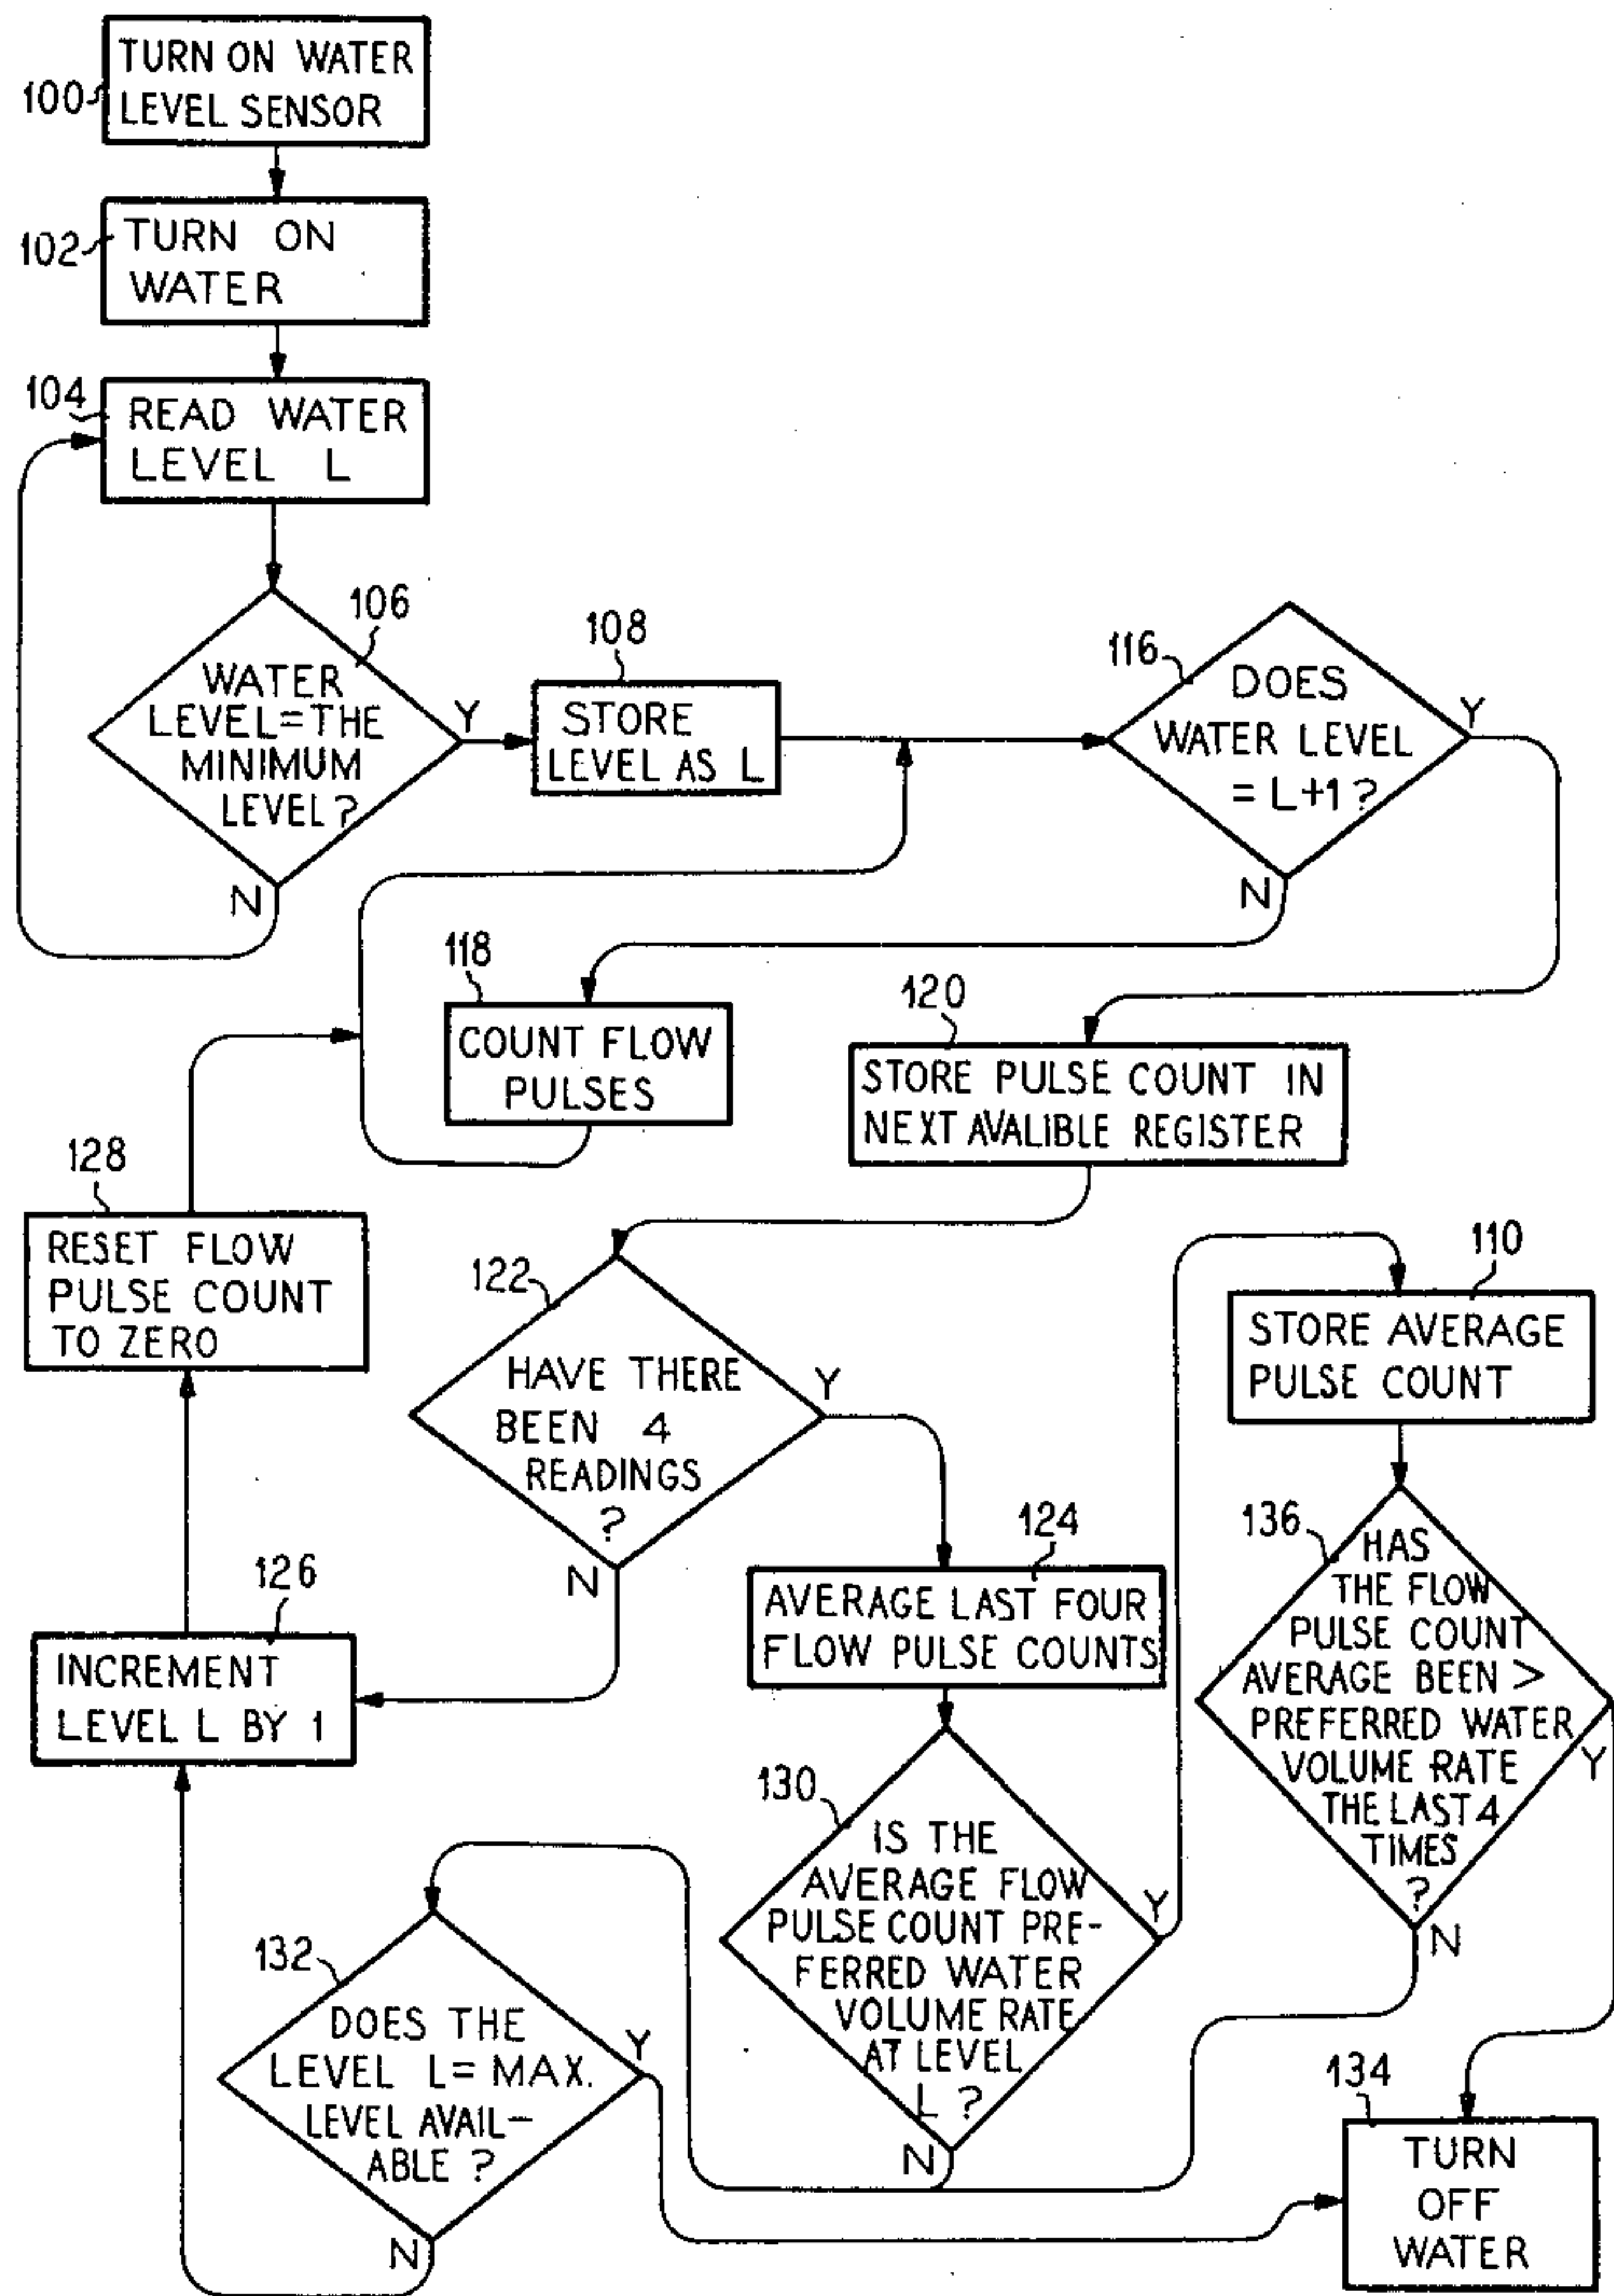 100
TURN ON WATER
LEVEL SENSOR
102
TURN ON
WATER
104
READ WATER
LEVEL L
106
WATER
LEVEL=THE
MINIMUM
LEVEL?
Y
N
108
STORE
LEVEL AS L
116
DOES
WATER LEVEL
= L+1?
Y
N
118
COUNT FLOW
PULSES
120
STORE PULSE COUNT IN
NEXT AVALIBLE REGISTER
128
RESET FLOW
PULSE COUNT
TO ZERO
122
HAVE THERE
BEEN 4
READINGS
?
Y
N
110
STORE AVERAGE
PULSE COUNT
126
INCREMENT
LEVEL L BY 1
124
AVERAGE LAST FOUR
FLOW PULSE COUNTS
136
HAS
THE FLOW
PULSE COUNT
AVERAGE BEEN >
PREFERRED WATER
VOLUME RATE
THE LAST 4
TIMES
?
Y
N
130
IS THE
AVERAGE FLOW
PULSE COUNT PRE-
FERRED WATER
VOLUME RATE
AT LEVEL
L ?
Y
N
132
DOES THE
LEVEL L=MAX.
LEVEL AVAIL-
ABLE ?
Y
N
134
TURN
OFF
WATER